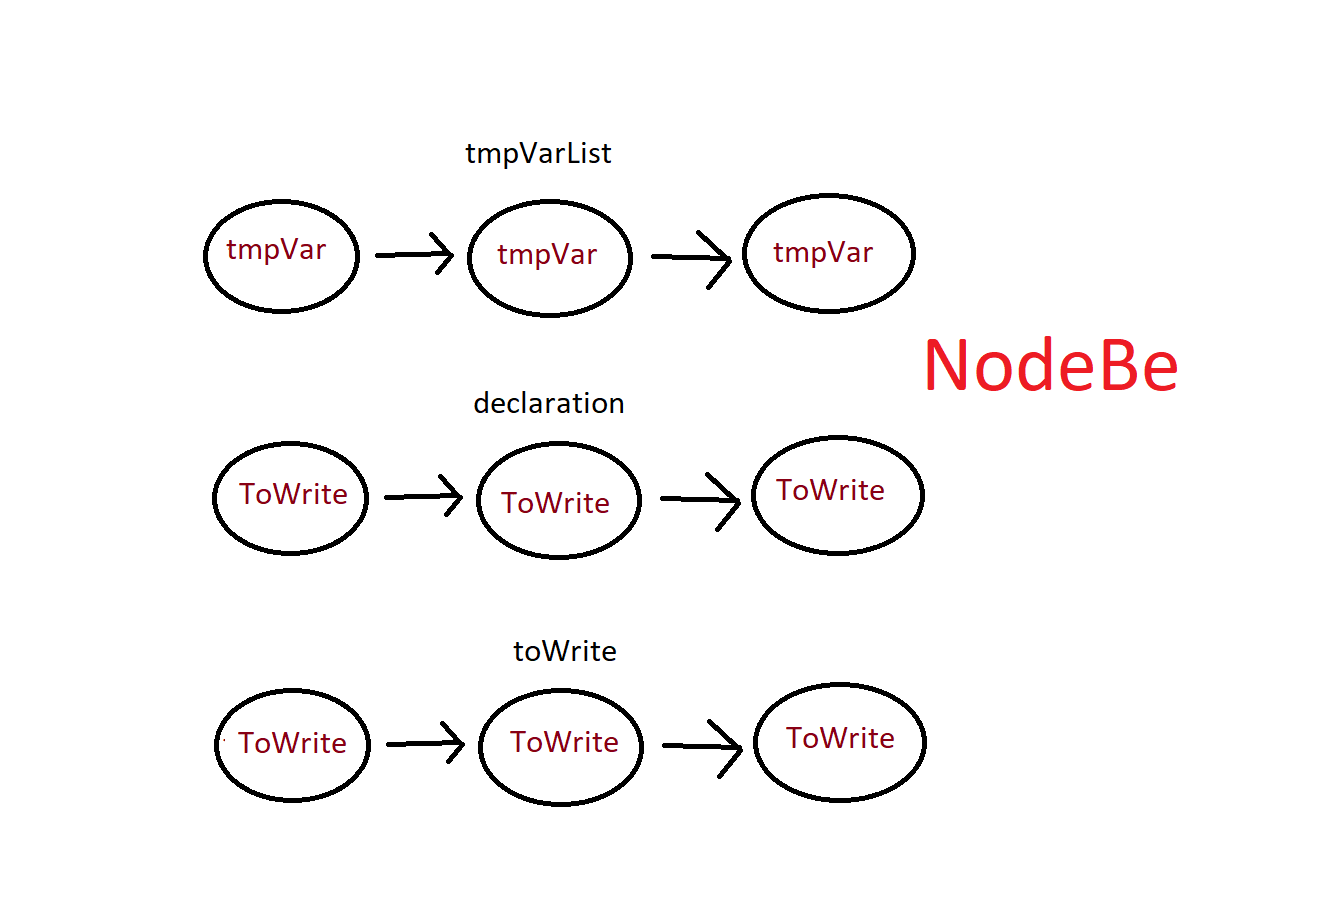 tmpVarList
tmpVar
tmpVar
tmpVar
NodeBe
declaration
ToWrite
ToWrite
ToWrite
toWrite
ToWrite
ToWrite
ToWrite